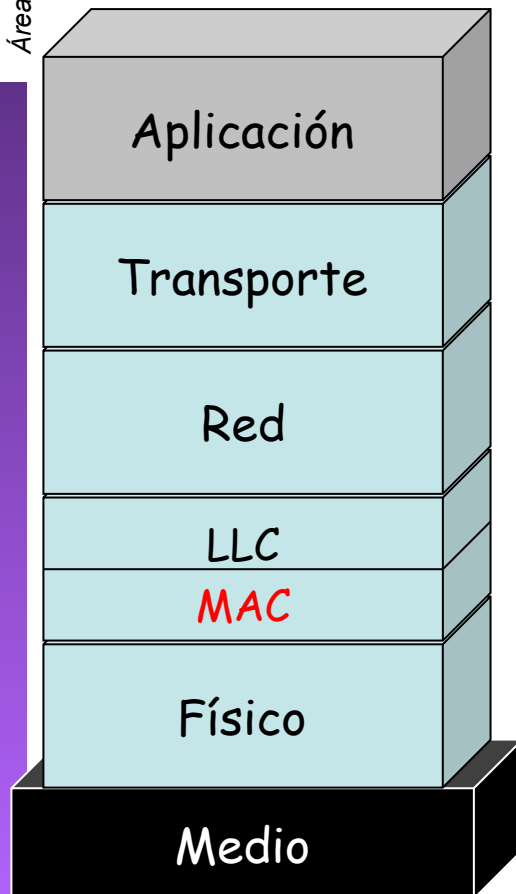 Área
Aplicación
Transporte
Red
LLC
MAC
Físico
Medio